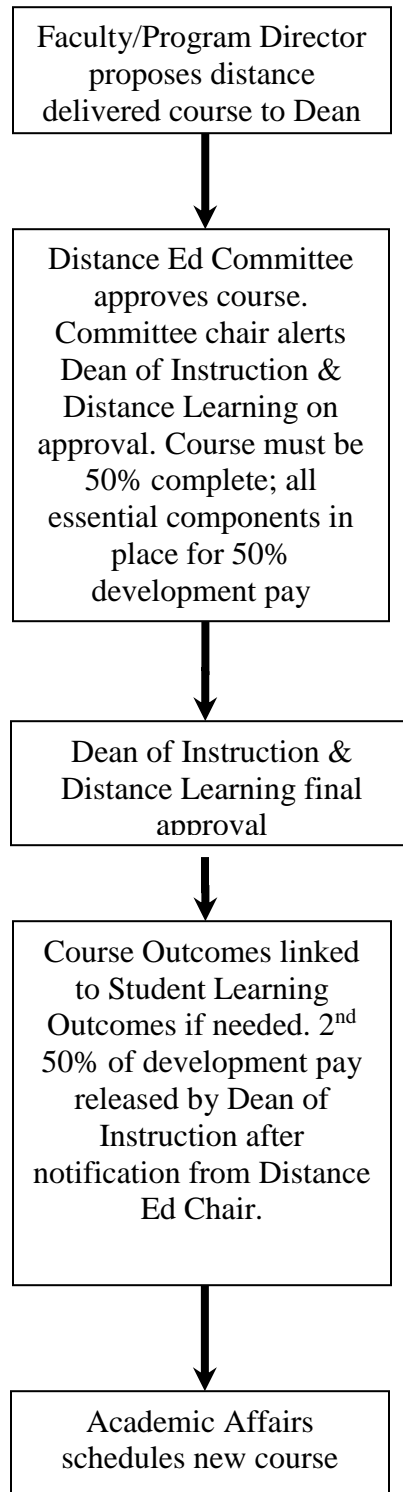 Faculty/Program Director
proposes distance
delivered course to Dean
Distance Ed Committee
approves course.
Committee chair alerts
Dean of Instruction &
Distance Learning on
approval. Course must be
50% complete; all
essential components in
place for 50%
development pay
Dean of Instruction &
Distance Learning final
approval
Course Outcomes linked
to Student Learning
Outcomes if needed. 2nd
50% of development pay
released by Dean of
Instruction after
notification from Distance
Ed Chair.
Academic Affairs
schedules new course